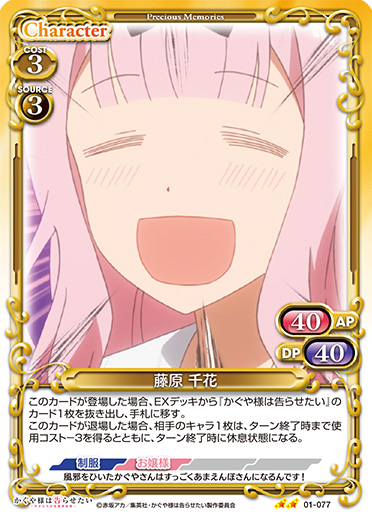 Precious Memories
Character
COST
3
SOURCE
3
40 AP
DP 40
藤原 千花
このカードが登場した場合、EXデッキから『かぐや様は告らせたい』の
カード1枚を抜き出し、手札に移す。
このカードが退場した場合、相手のキャラ1枚は、ターン終了時まで使
用コスト−3を得るとともに、ターン終了時に休息状態になる。
制服 お嬢様
風邪をひいたかぐやさんはすっごくあまえんぼさんになるんです!
かぐや様は告らせたい
©赤坂アカ/集英社・かぐや様は告らせたい製作委員会
01-077